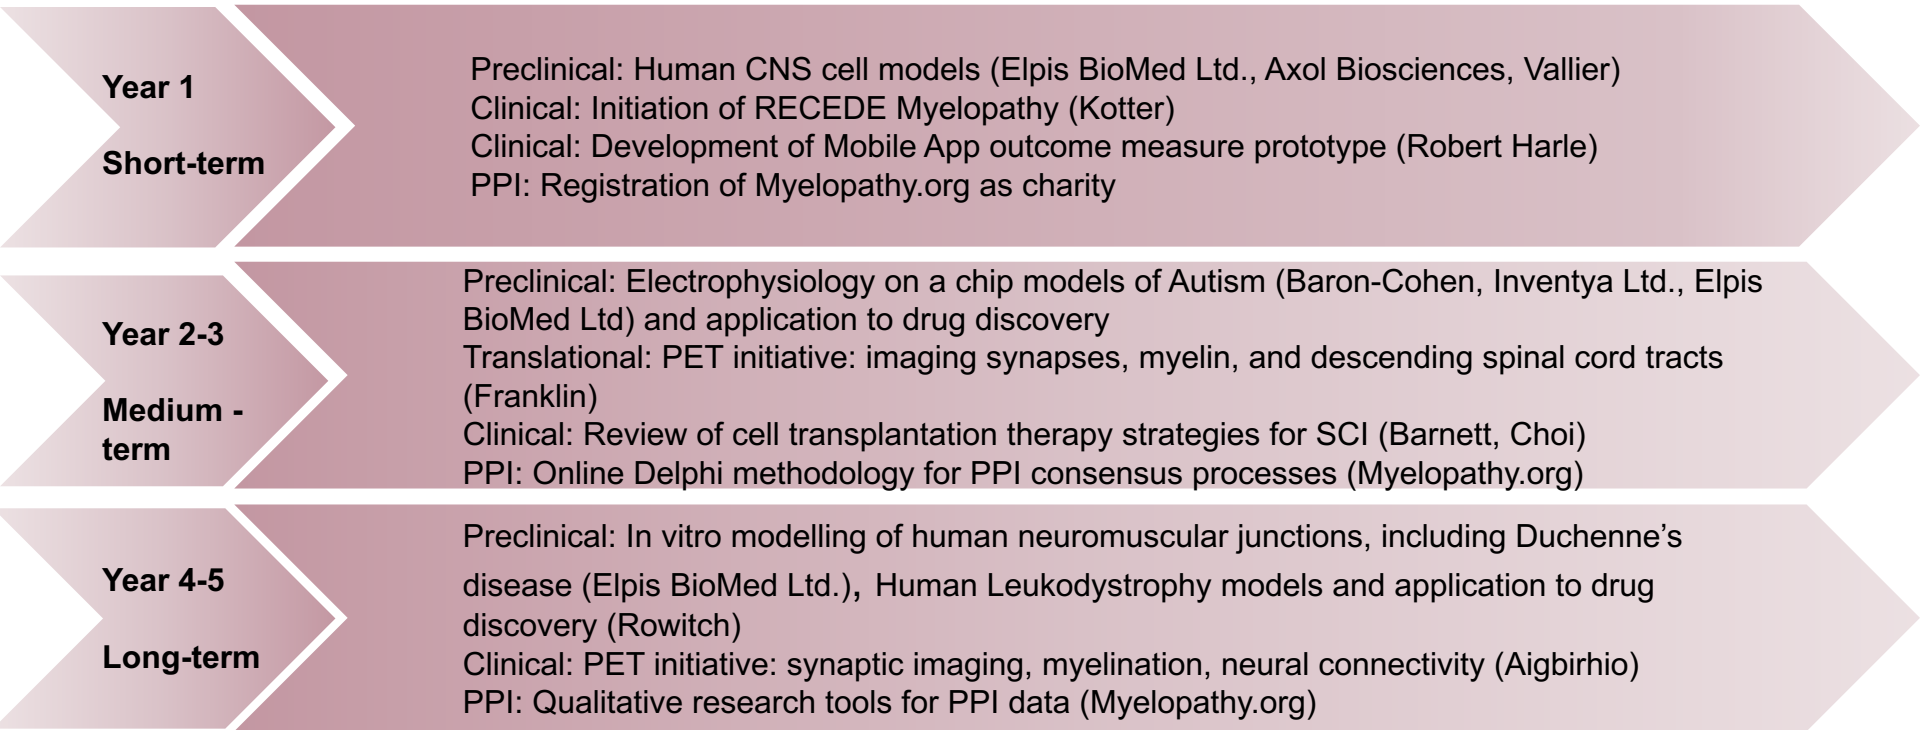 Year 1
Short-term
Preclinical: Human CNS cell models (Elpis BioMed Ltd., Axol Biosciences, Vallier)
Clinical: Initiation of RECEDE Myelopathy (Kotter)
Clinical: Development of Mobile App outcome measure prototype (Robert Harle)
PPI: Registration of Myelopathy.org as charity
Year 2-3
Medium -
term
Preclinical: Electrophysiology on a chip models of Autism (Baron-Cohen, Inventya Ltd., Elpis
BioMed Ltd) and application to drug discovery
Translational: PET initiative: imaging synapses, myelin, and descending spinal cord tracts
(Franklin)
Clinical: Review of cell transplantation therapy strategies for SCI (Barnett, Choi)
PPI: Online Delphi methodology for PPI consensus processes (Myelopathy.org)
Year 4-5
Long-term
Preclinical: In vitro modelling of human neuromuscular junctions, including Duchenne’s
disease (Elpis BioMed Ltd.), Human Leukodystrophy models and application to drug
discovery (Rowitch)
Clinical: PET initiative: synaptic imaging, myelination, neural connectivity (Aigbirhio)
PPI: Qualitative research tools for PPI data (Myelopathy.org)